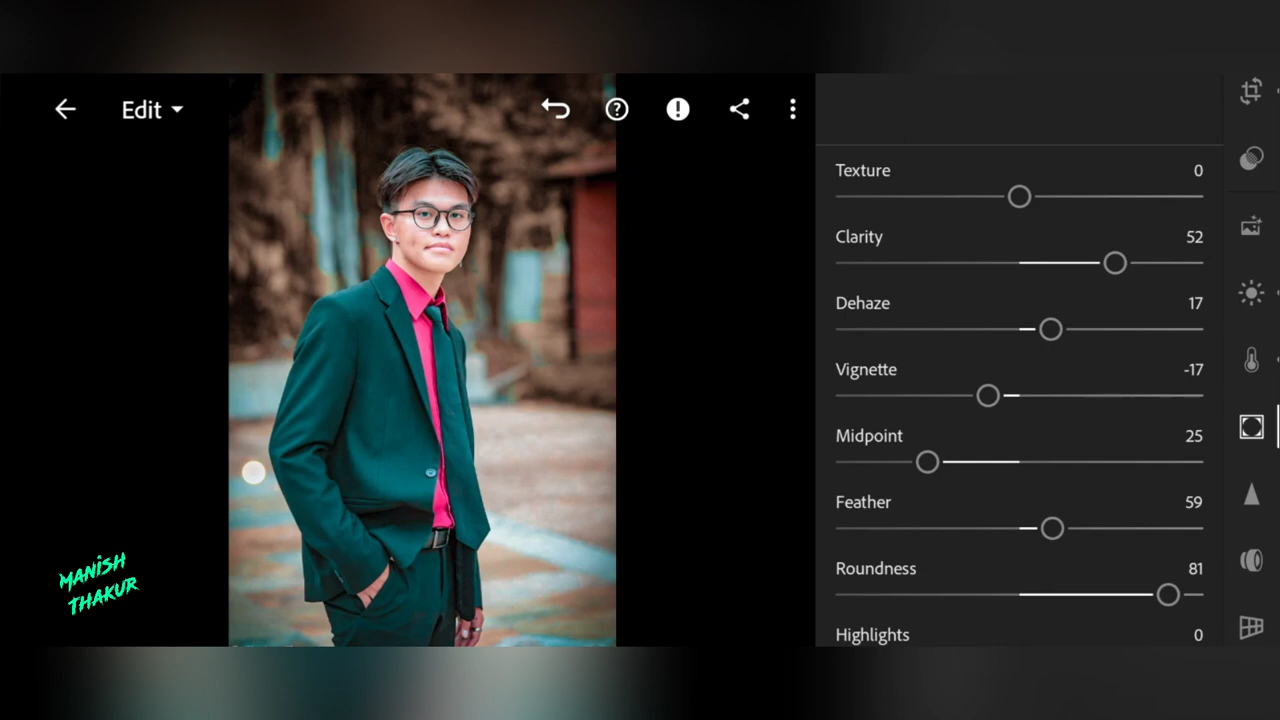 Edit
Texture 0
Clarity 52
Dehaze 17
Vignette -17
Midpoint 25
Feather 59
Roundness 81
Highlights 0
MANISH
THAKUR